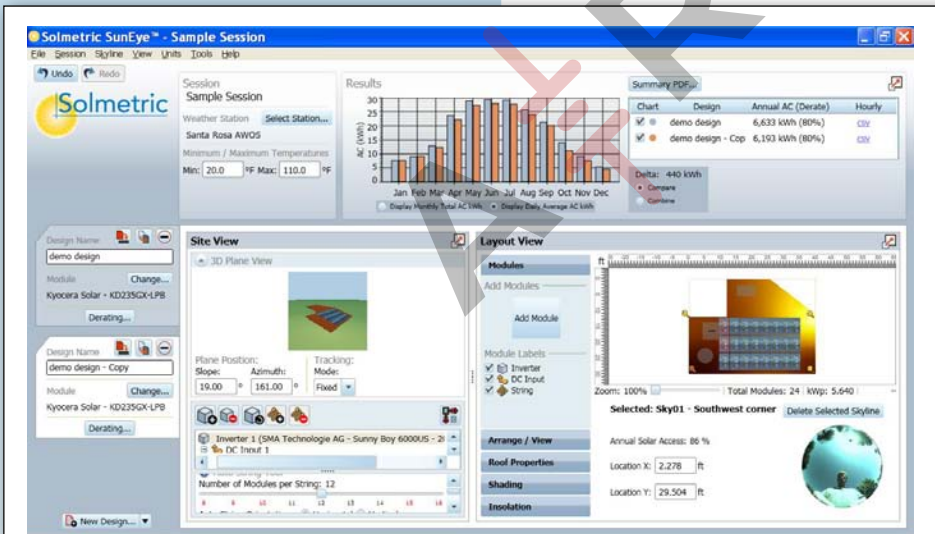 Solmetric SunEye™ - Sample Session
File Session Skyline View Units Tools Help
Undo Redo
Solmetric
Session
Sample Session
Weather Station Select Station...
Santa Rosa AWOS
Minimum / Maximum Temperatures
Min: 20.0 °F Max: 110.0 °F
Results
AC (kWh)
30
25
20
15
10
5
0
Jan Feb Mar Apr May Jun Jul Aug Sep Oct Nov Dec
Display Monthly Total AC kWh Display Daily Average AC kWh
Summary PDF...
Chart Design Annual AC (Derate) Hourly
demo design 6,633 kWh (80%) csv
demo design - Cop 6,193 kWh (80%) csv
Delta: 440 kWh
Compare
Combine
Design Name
demo design
Module Change...
Kyocera Solar - KD235GX-LPB
Derating...
Design Name
demo design - Copy
Module Change...
Kyocera Solar - KD235GX-LPB
Derating...
New Design...
Site View
3D Plane View
Plane Position: Tracking:
Slope: Azimuth: Mode:
19.00 ° 161.00 ° Fixed
Inverter 1 (SMA Technologie AG - Sunny Boy 6000US - 2
DC Input 1
Number of Modules per String: 12
8 9 10 11 12 13 14 15 16
Layout View
Modules
Add Modules
Add Module
Module Labels
Inverter
DC Input
String
Arrange / View
Roof Properties
Shading
Insolation
ft
Zoom: 100% Total Modules: 24 kWp: 5.640
Selected: Sky01 - Southwest corner Delete Selected Skyline
Annual Solar Access: 86 %
Location X: 2.278 ft
Location Y: 29.504 ft